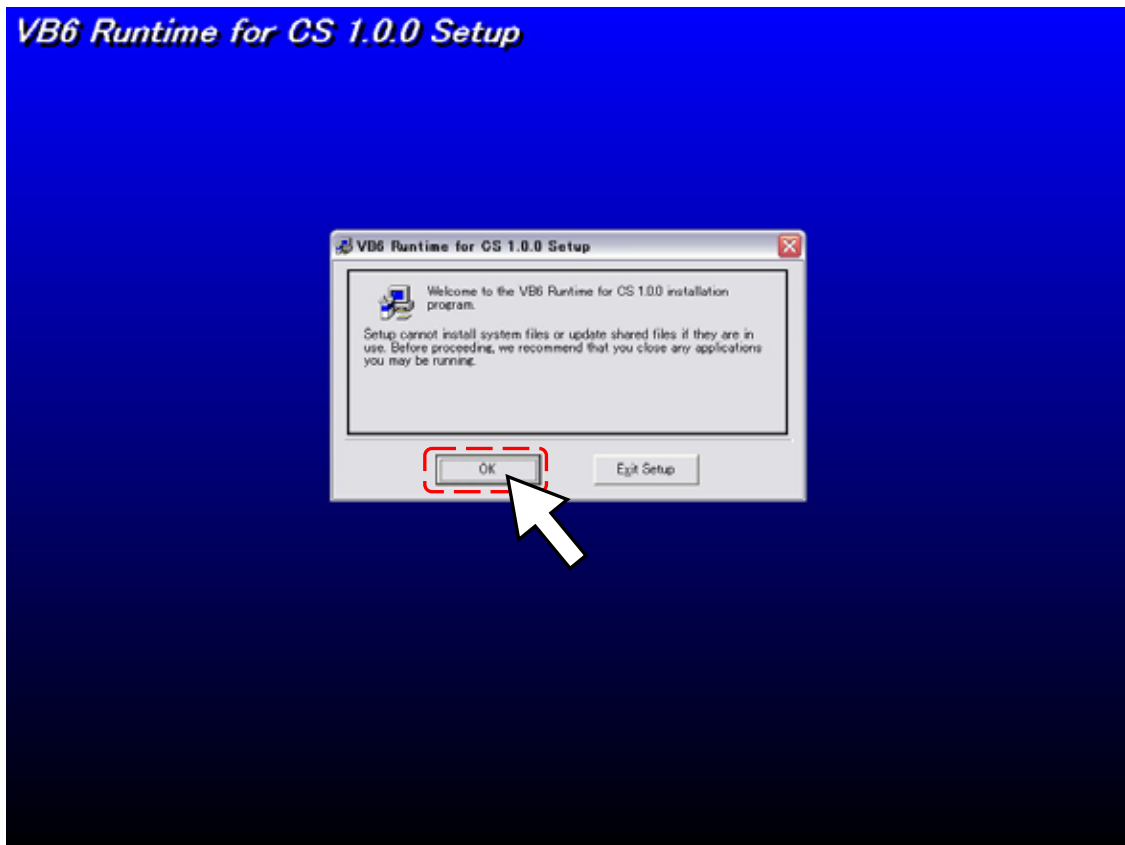 VB6 Runtime for CS 1.0.0 Setup
VB6 Runtime for CS 1.0.0 Setup
Welcome to the VB6 Runtime for CS 1.0.0 installation
program.
Setup cannot install system files or update shared files if they are in
use. Before proceeding, we recommend that you close any applications
you may be running.
OK
Exit Setup